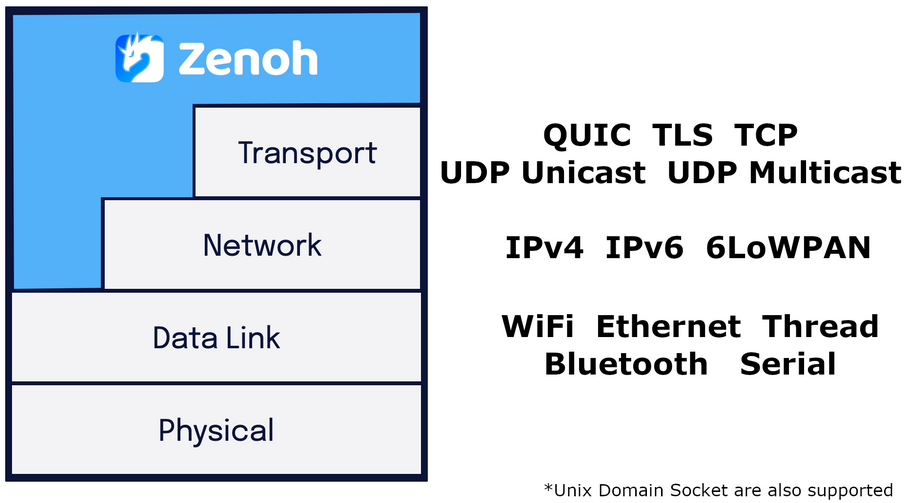 Zenoh
Transport
Network
Data Link
Physical
QUIC TLS TCP
UDP Unicast UDP Multicast
IPv4 IPv6 6LoWPAN
WiFi Ethernet Thread
Bluetooth Serial
*Unix Domain Socket are also supported